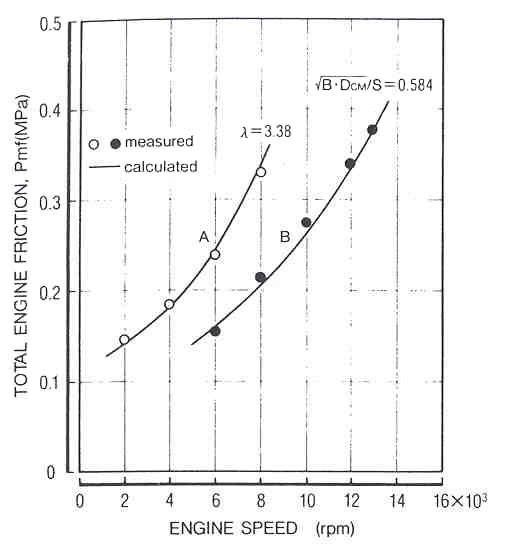 0.5
√B·DCM/S=0.584
0.4
○ ● measured
λ=3.38
— calculated
0.3
A
B
0.2
0.1
0
TOTAL ENGINE FRICTION, Pmf(MPa)
0 2 4 6 8 10 12 14 16×10³
ENGINE SPEED (rpm)